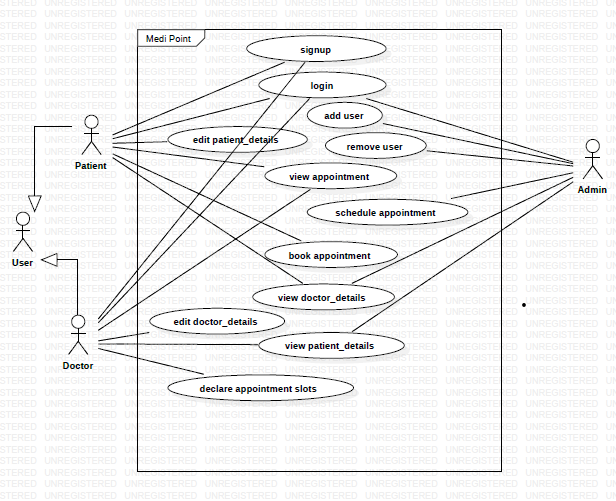 Medi Point
signup
login
add user
edit patient_details
remove user
Patient
Admin
view appointment
schedule appointment
User
book appointment
view doctor_details
edit doctor_details
view patient_details
Doctor
declare appointment slots
UNREGISTERED